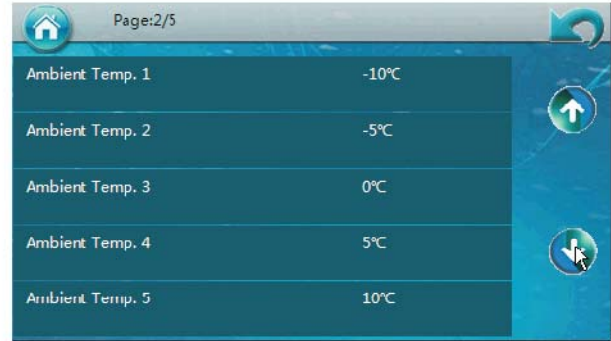 Page:2/5
Ambient Temp. 1 -10℃
Ambient Temp. 2 -5℃
Ambient Temp. 3 0℃
Ambient Temp. 4 5℃
Ambient Temp. 5 10℃